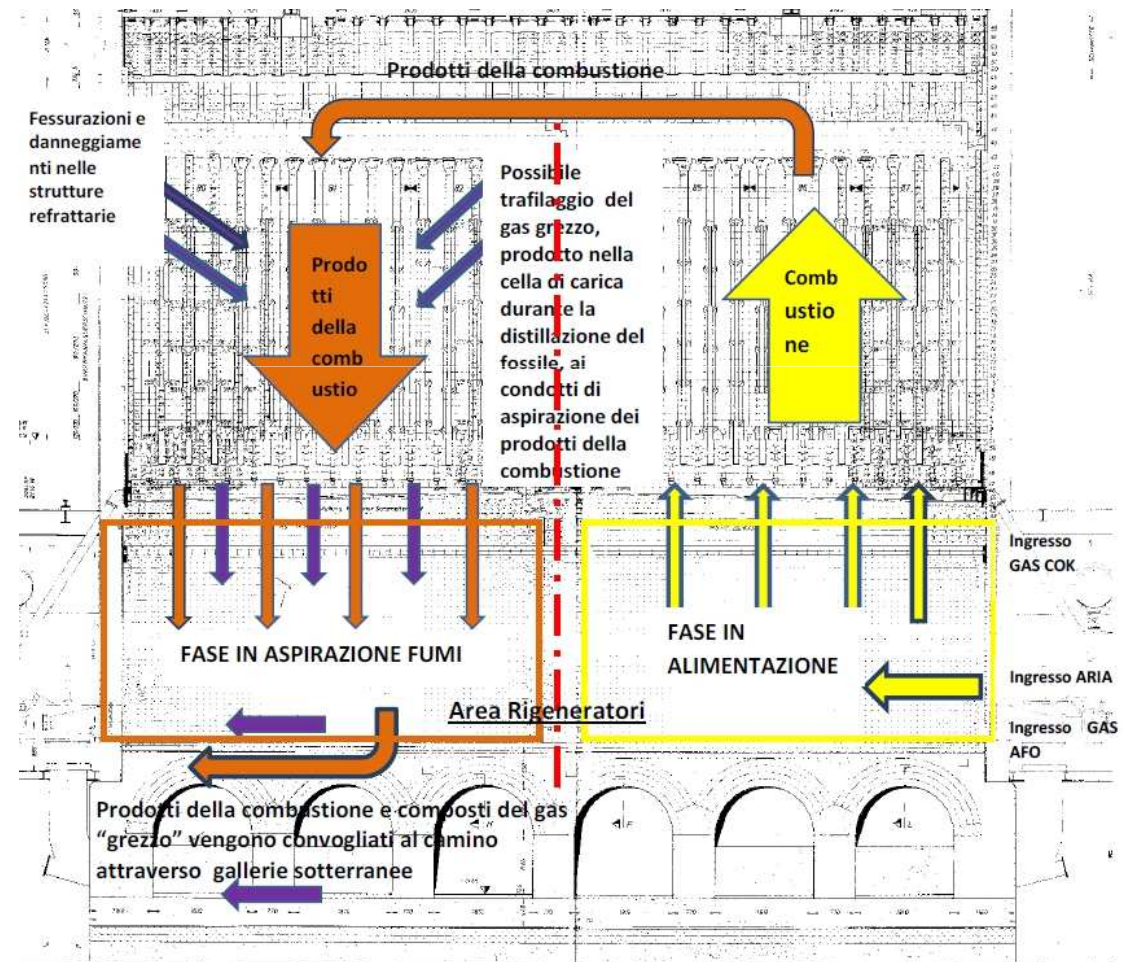 Prodotti della combustione
Fessurazioni e
danneggiame
nti nelle
strutture
refrattarie
Possibile
trafilaggio del
gas grezzo,
prodotto nella
cella di carica
durante la
distillazione del
fossile, ai
condotti di
aspirazione dei
prodotti della
combustione
Prodo
tti
della
comb
ustio
Comb
ustio
ne
FASE IN ASPIRAZIONE FUMI
FASE IN
ALIMENTAZIONE
Ingresso
GAS COK
Ingresso ARIA
Ingresso GAS
AFO
Area Rigeneratori
Prodotti della combustione e composti del gas
“grezzo” vengono convogliati al camino
attraverso gallerie sotterranee